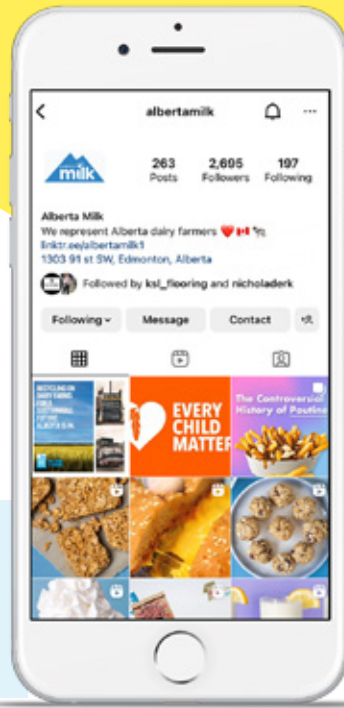 albertamilk
milk
263 2,695 197
Posts Followers Following
Alberta Milk
We represent Alberta dairy farmers
linktr.ee/albertamilk1
1303 91 st SW, Edmonton, Alberta
Followed by ksl_flooring and nicholaderk
Following Message Contact
EVERY
CHILD
MATTER
The Controversial
History of Poutine